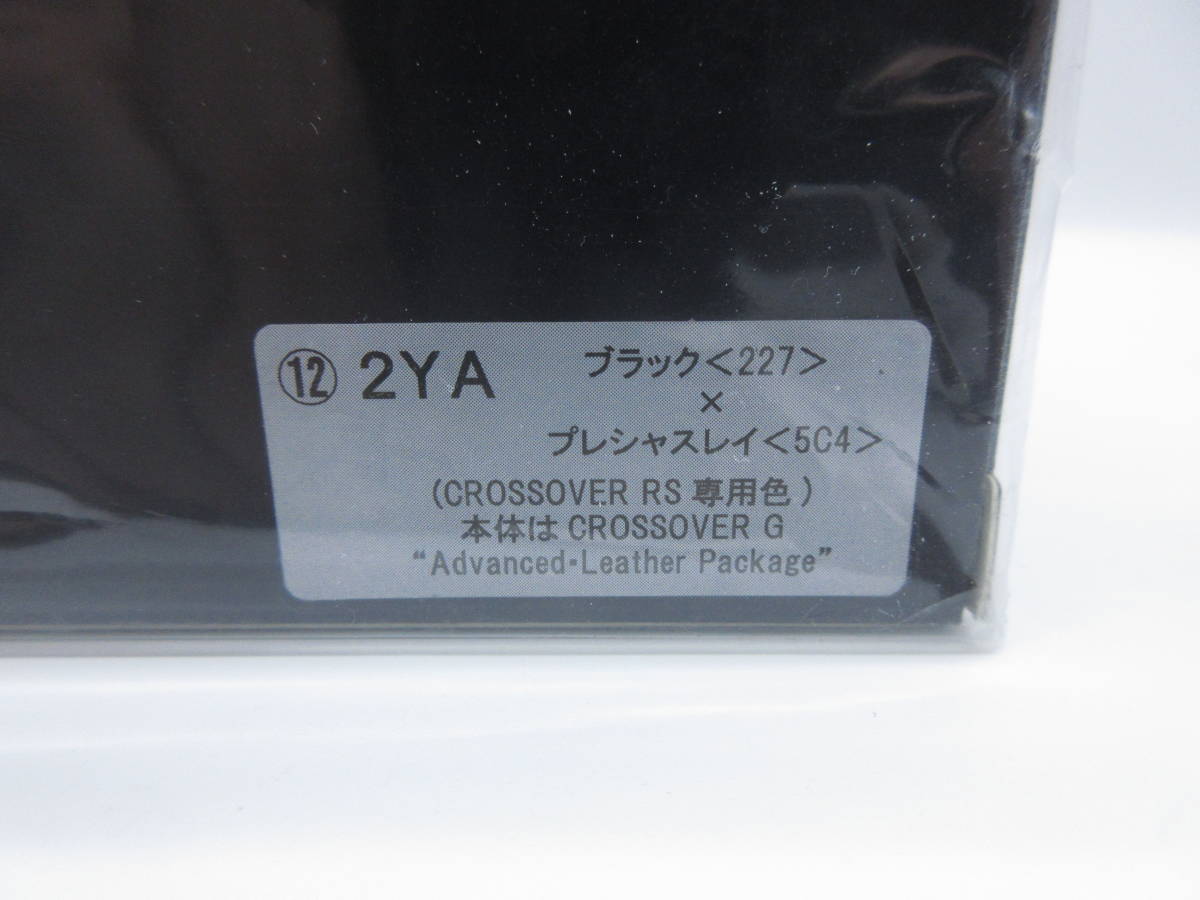 ⑫ 2YA ブラック<227>
×
プレシャスレイ<5C4>
(CROSSOVER RS 専用色)
本体は CROSSOVER G
“Advanced・Leather Package”